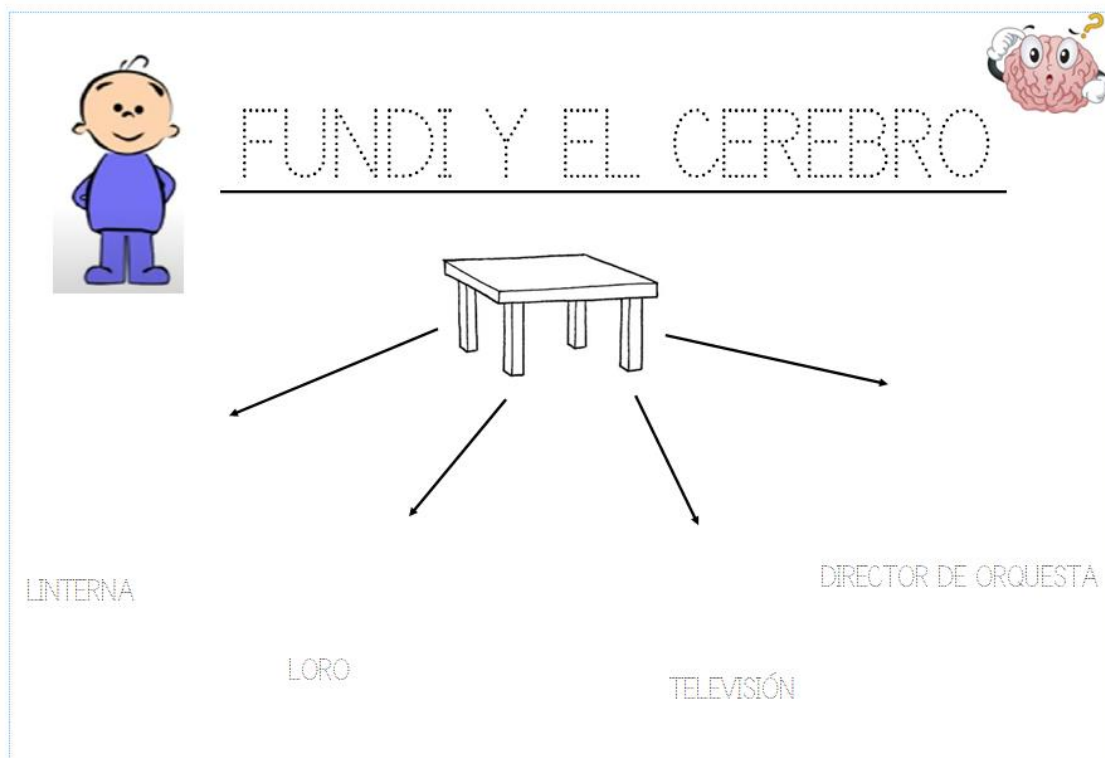 FUNDI Y EL CEREBRO
LINTERNA
LORO
TELEVISIÓN
DIRECTOR DE ORQUESTA